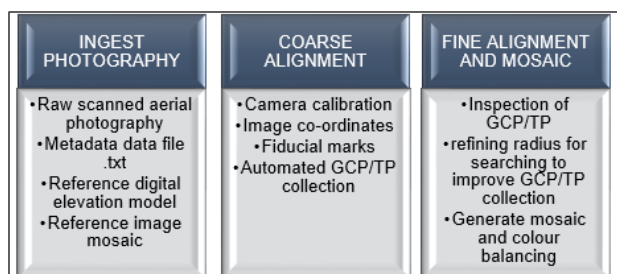 INGEST
PHOTOGRAPHY
•Raw scanned aerial
photography
•Metadata data file
.txt
•Reference digital
elevation model
•Reference image
mosaic
COARSE
ALIGNMENT
•Camera calibration
•Image co-ordinates
•Fiducial marks
•Automated GCP/TP
collection
FINE ALIGNMENT
AND MOSAIC
•Inspection of
GCP/TP
•refining radius for
searching to
improve GCP/TP
collection
•Generate mosaic
and colour
balancing